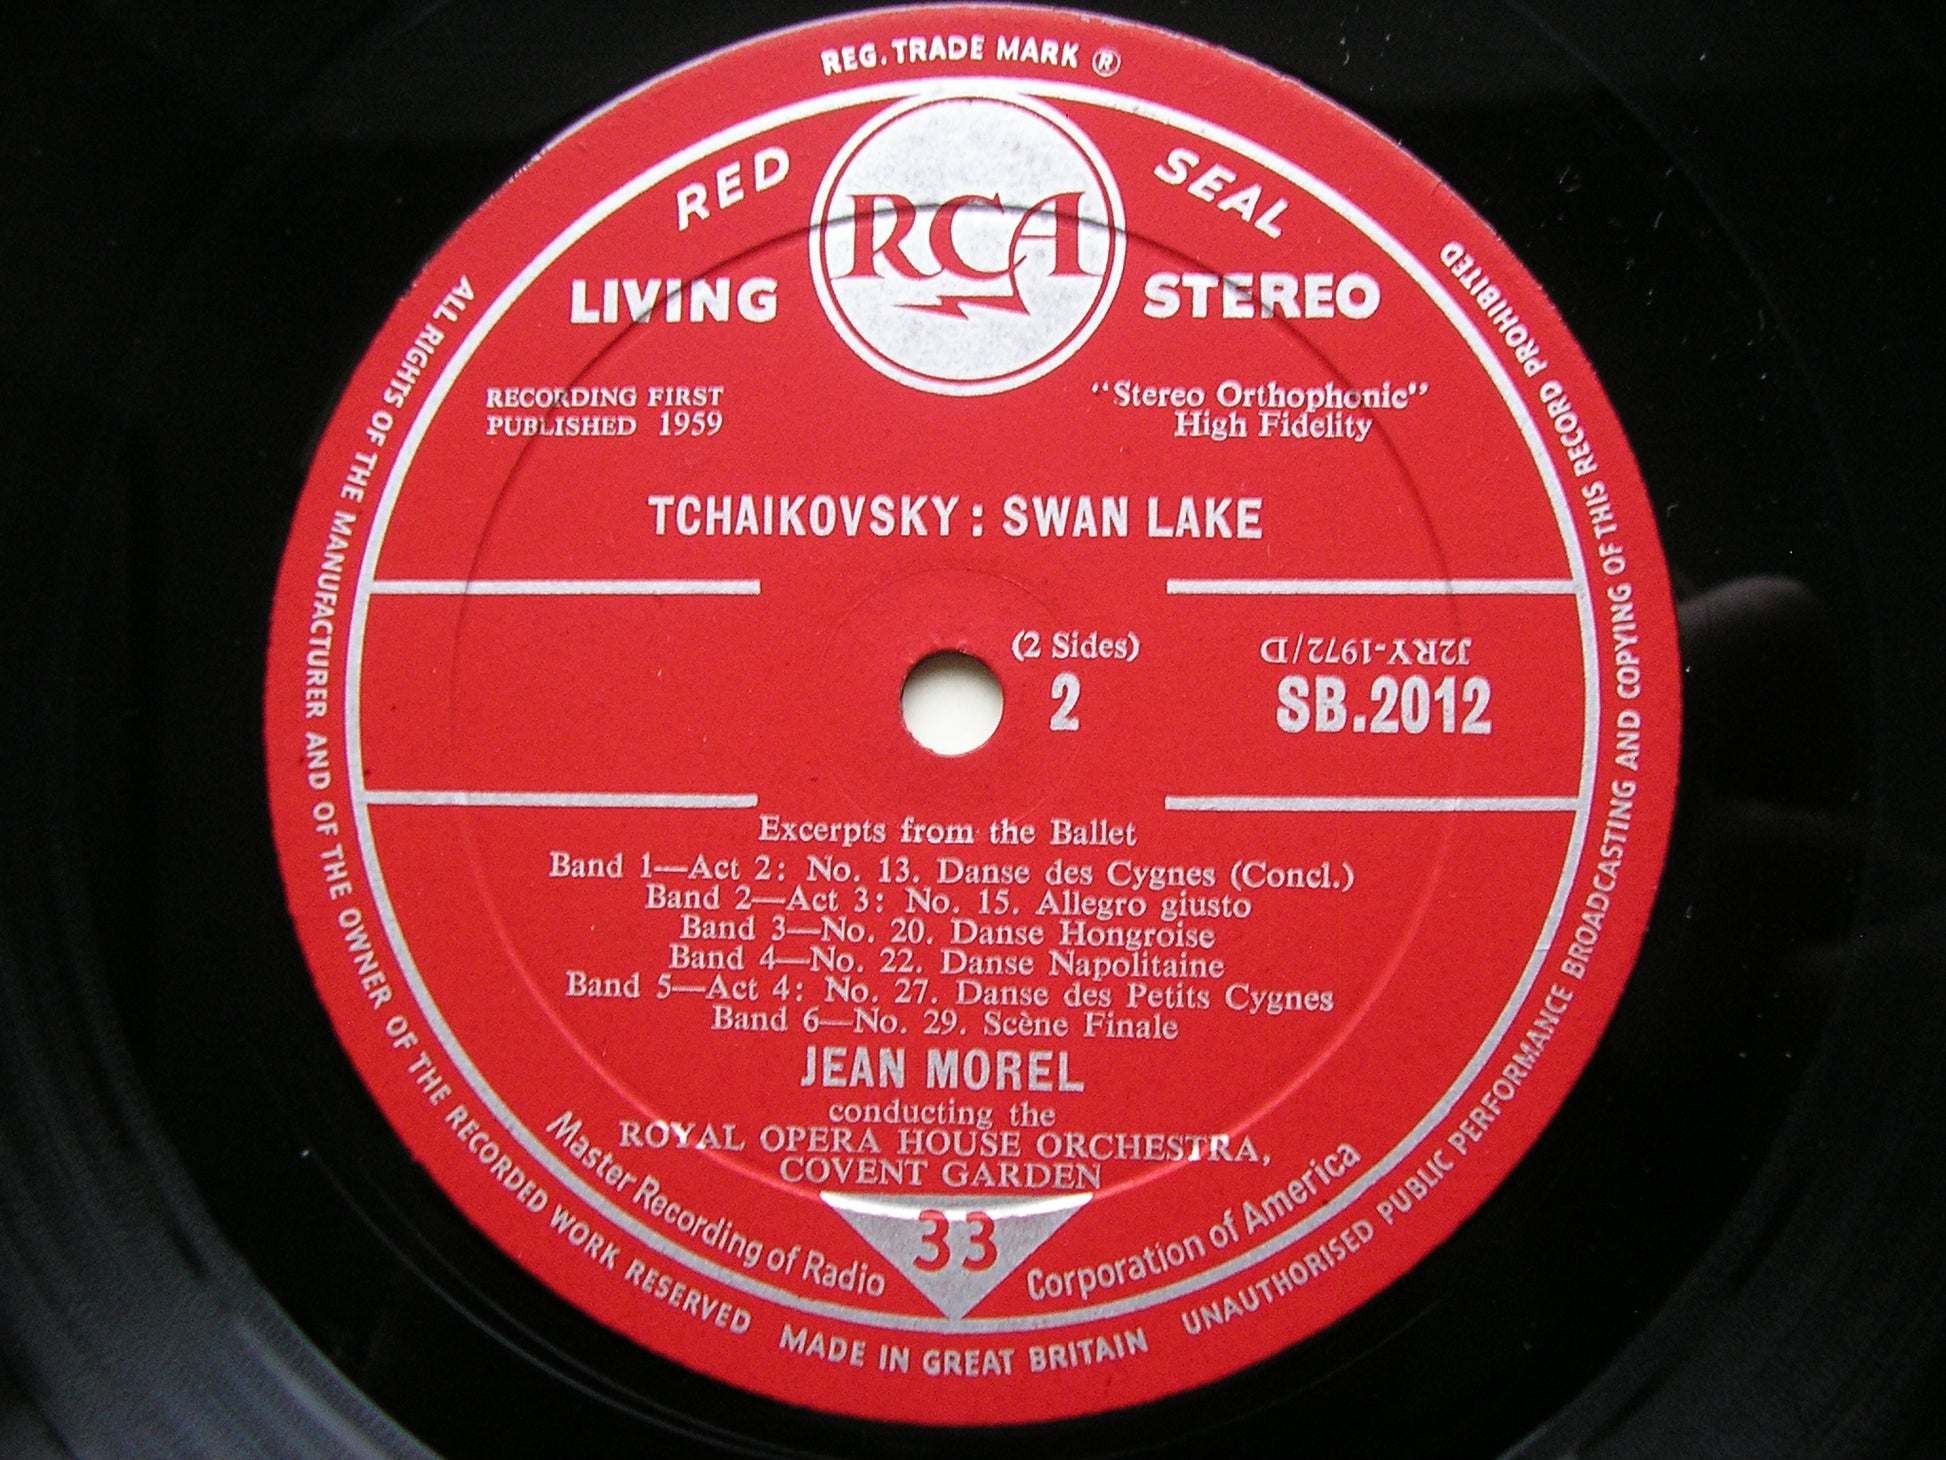 REG. TRADE MARK ®
RED SEAL
RCA
LIVING STEREO
RECORDING FIRST
PUBLISHED 1959
"Stereo Orthophonic"
High Fidelity
TCHAIKOVSKY : SWAN LAKE
(2 Sides)
2
J2RY-1972/D
SB.2012
Excerpts from the Ballet
Band 1—Act 2: No. 13. Danse des Cygnes (Concl.)
Band 2—Act 3: No. 15. Allegro giusto
Band 3—No. 20. Danse Hongroise
Band 4—No. 22. Danse Napolitaine
Band 5—Act 4: No. 27. Danse des Petits Cygnes
Band 6—No. 29. Scène Finale
JEAN MOREL
conducting the
ROYAL OPERA HOUSE ORCHESTRA,
COVENT GARDEN
33
Master Recording of Radio Corporation of America
ALL RIGHTS OF THE MANUFACTURER AND OF THE OWNER OF THE RECORDED WORK RESERVED
MADE IN GREAT BRITAIN
UNAUTHORISED PUBLIC PERFORMANCE BROADCASTING AND COPYING OF THIS RECORD PROHIBITED